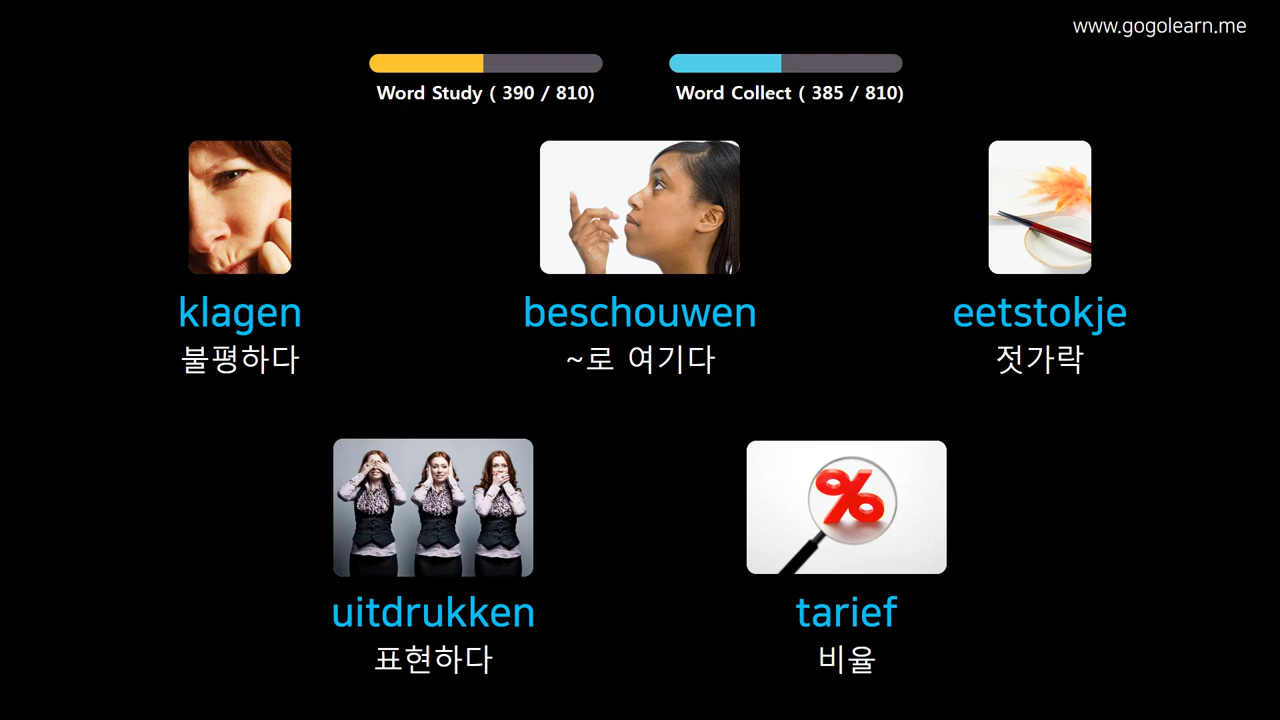 www.gogolearn.me
Word Study ( 390 / 810)
Word Collect ( 385 / 810)
klagen
불평하다
beschouwen
~로 여기다
eetstokje
젓가락
uitdrukken
표현하다
%
tarief
비율